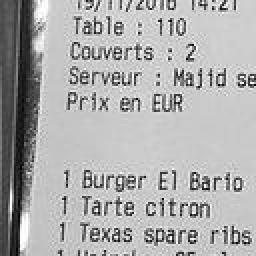 19/11/2016 14:21
Table : 110
Couverts : 2
Serveur : Majid se
Prix en EUR
1 Burger El Bario
1 Tarte citron
1 Texas spare ribs
1